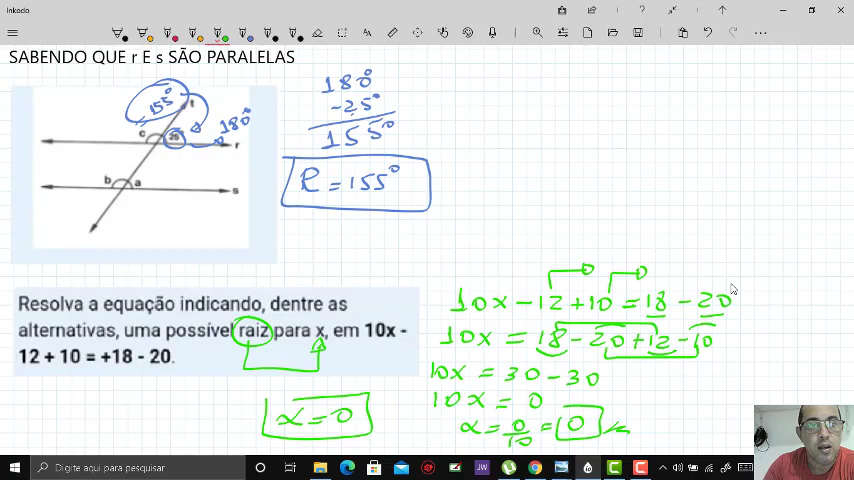 Inkodo
SABENDO QUE r E s SÃO PARALELAS
155°
t
c
25°
180°
r
b
a
s
180°
-25°
155°
R = 155°
Resolva a equação indicando, dentre as
alternativas, uma possível raiz para x, em 10x -
12 + 10 = +18 - 20.
x = 0
10x - 12 + 10 = 18 - 20
10x = 18 - 20 + 12 - 10
10x = 30 - 30
10x = 0
x = 0/10 = 0
Digite aqui para pesquisar
JW